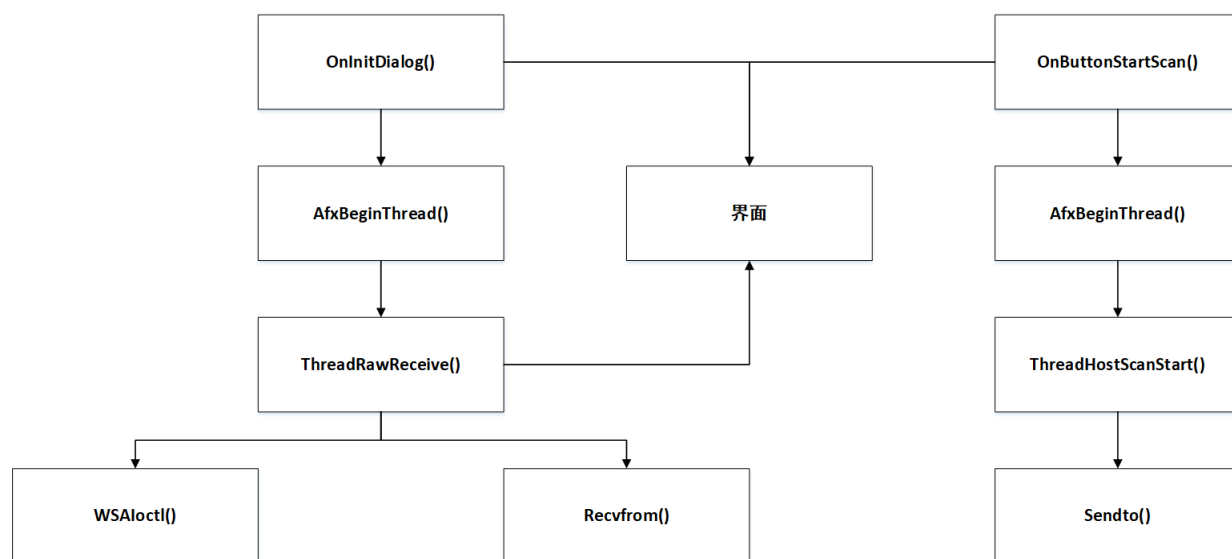 OnInitDialog()
OnButtonStartScan()
AfxBeginThread()
界面
AfxBeginThread()
ThreadRawReceive()
ThreadHostScanStart()
WSAIoctl()
Recvfrom()
Sendto()